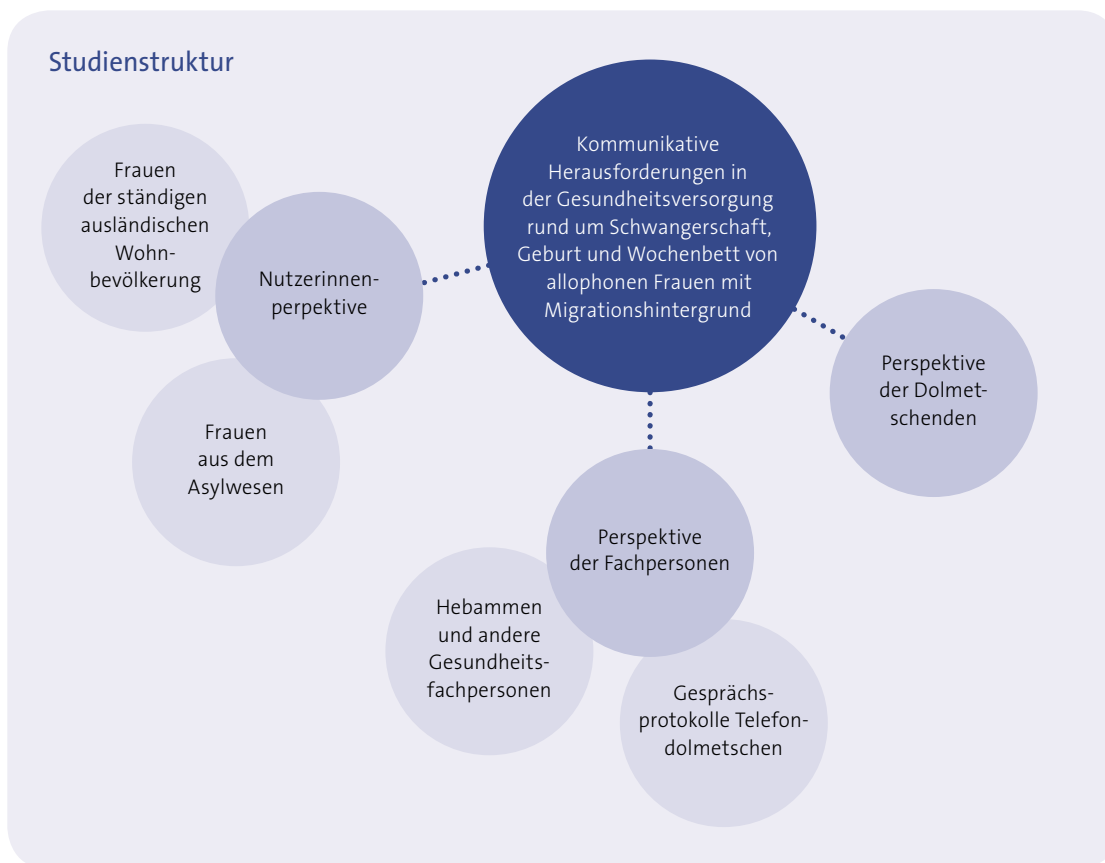 Studienstruktur
Kommunikative
Herausforderungen in
der Gesundheitsversorgung
rund um Schwangerschaft,
Geburt und Wochenbett von
allophonen Frauen mit
Migrationshintergrund
Frauen
der ständigen
ausländischen
Wohn-
bevölkerung
Nutzerinnen-
perpektive
Frauen
aus dem
Asylwesen
Perspektive
der Dolmet-
schenden
Perspektive
der Fachpersonen
Hebammen
und andere
Gesundheits-
fachpersonen
Gesprächs-
protokolle Telefon-
dolmetschen